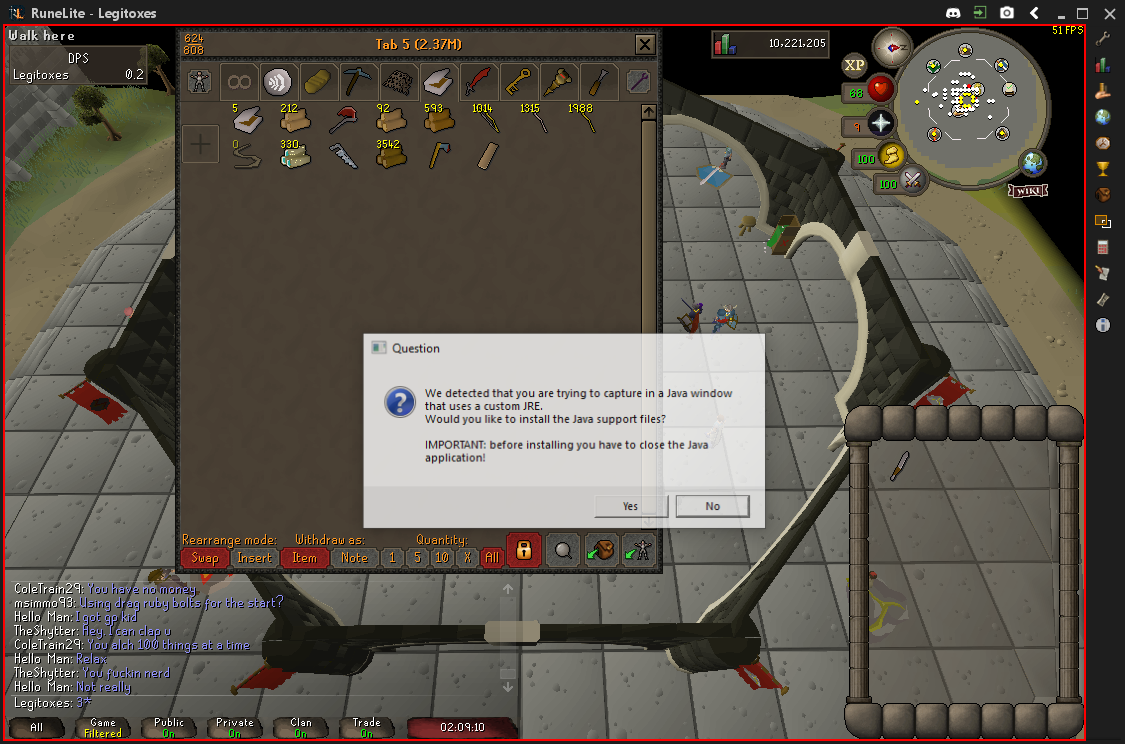 RuneLite - Legitoxes
Walk here
51 FPS
DPS
Legitoxes 0.2
624
808
Tab 5 (2.37M)
10,221,205
XP
68
9
100
100
WIKI
5 212 92 593 1014 1315 1988
0 330 3542
Question
We detected that you are trying to capture in a Java window
that uses a custom JRE.
Would you like to install the Java support files?
IMPORTANT: before installing you have to close the Java
application!
Yes No
Rearrange mode: Withdraw as: Quantity:
Swap Insert Item Note 1 5 10 X All
ColeTrain29: You have no money
msimmo93: Using drag ruby bolts for the start?
Hello Man: I got gp kid
TheShytter: Hey I can clap u
ColeTrain29: You alch 100 things at a time
Hello Man: Relax
TheShytter: You fuckin nerd
Hello Man: Not really
Legitoxes: 3*
All Game Public Private Clan Trade 02:09:10
Filtered On On On On